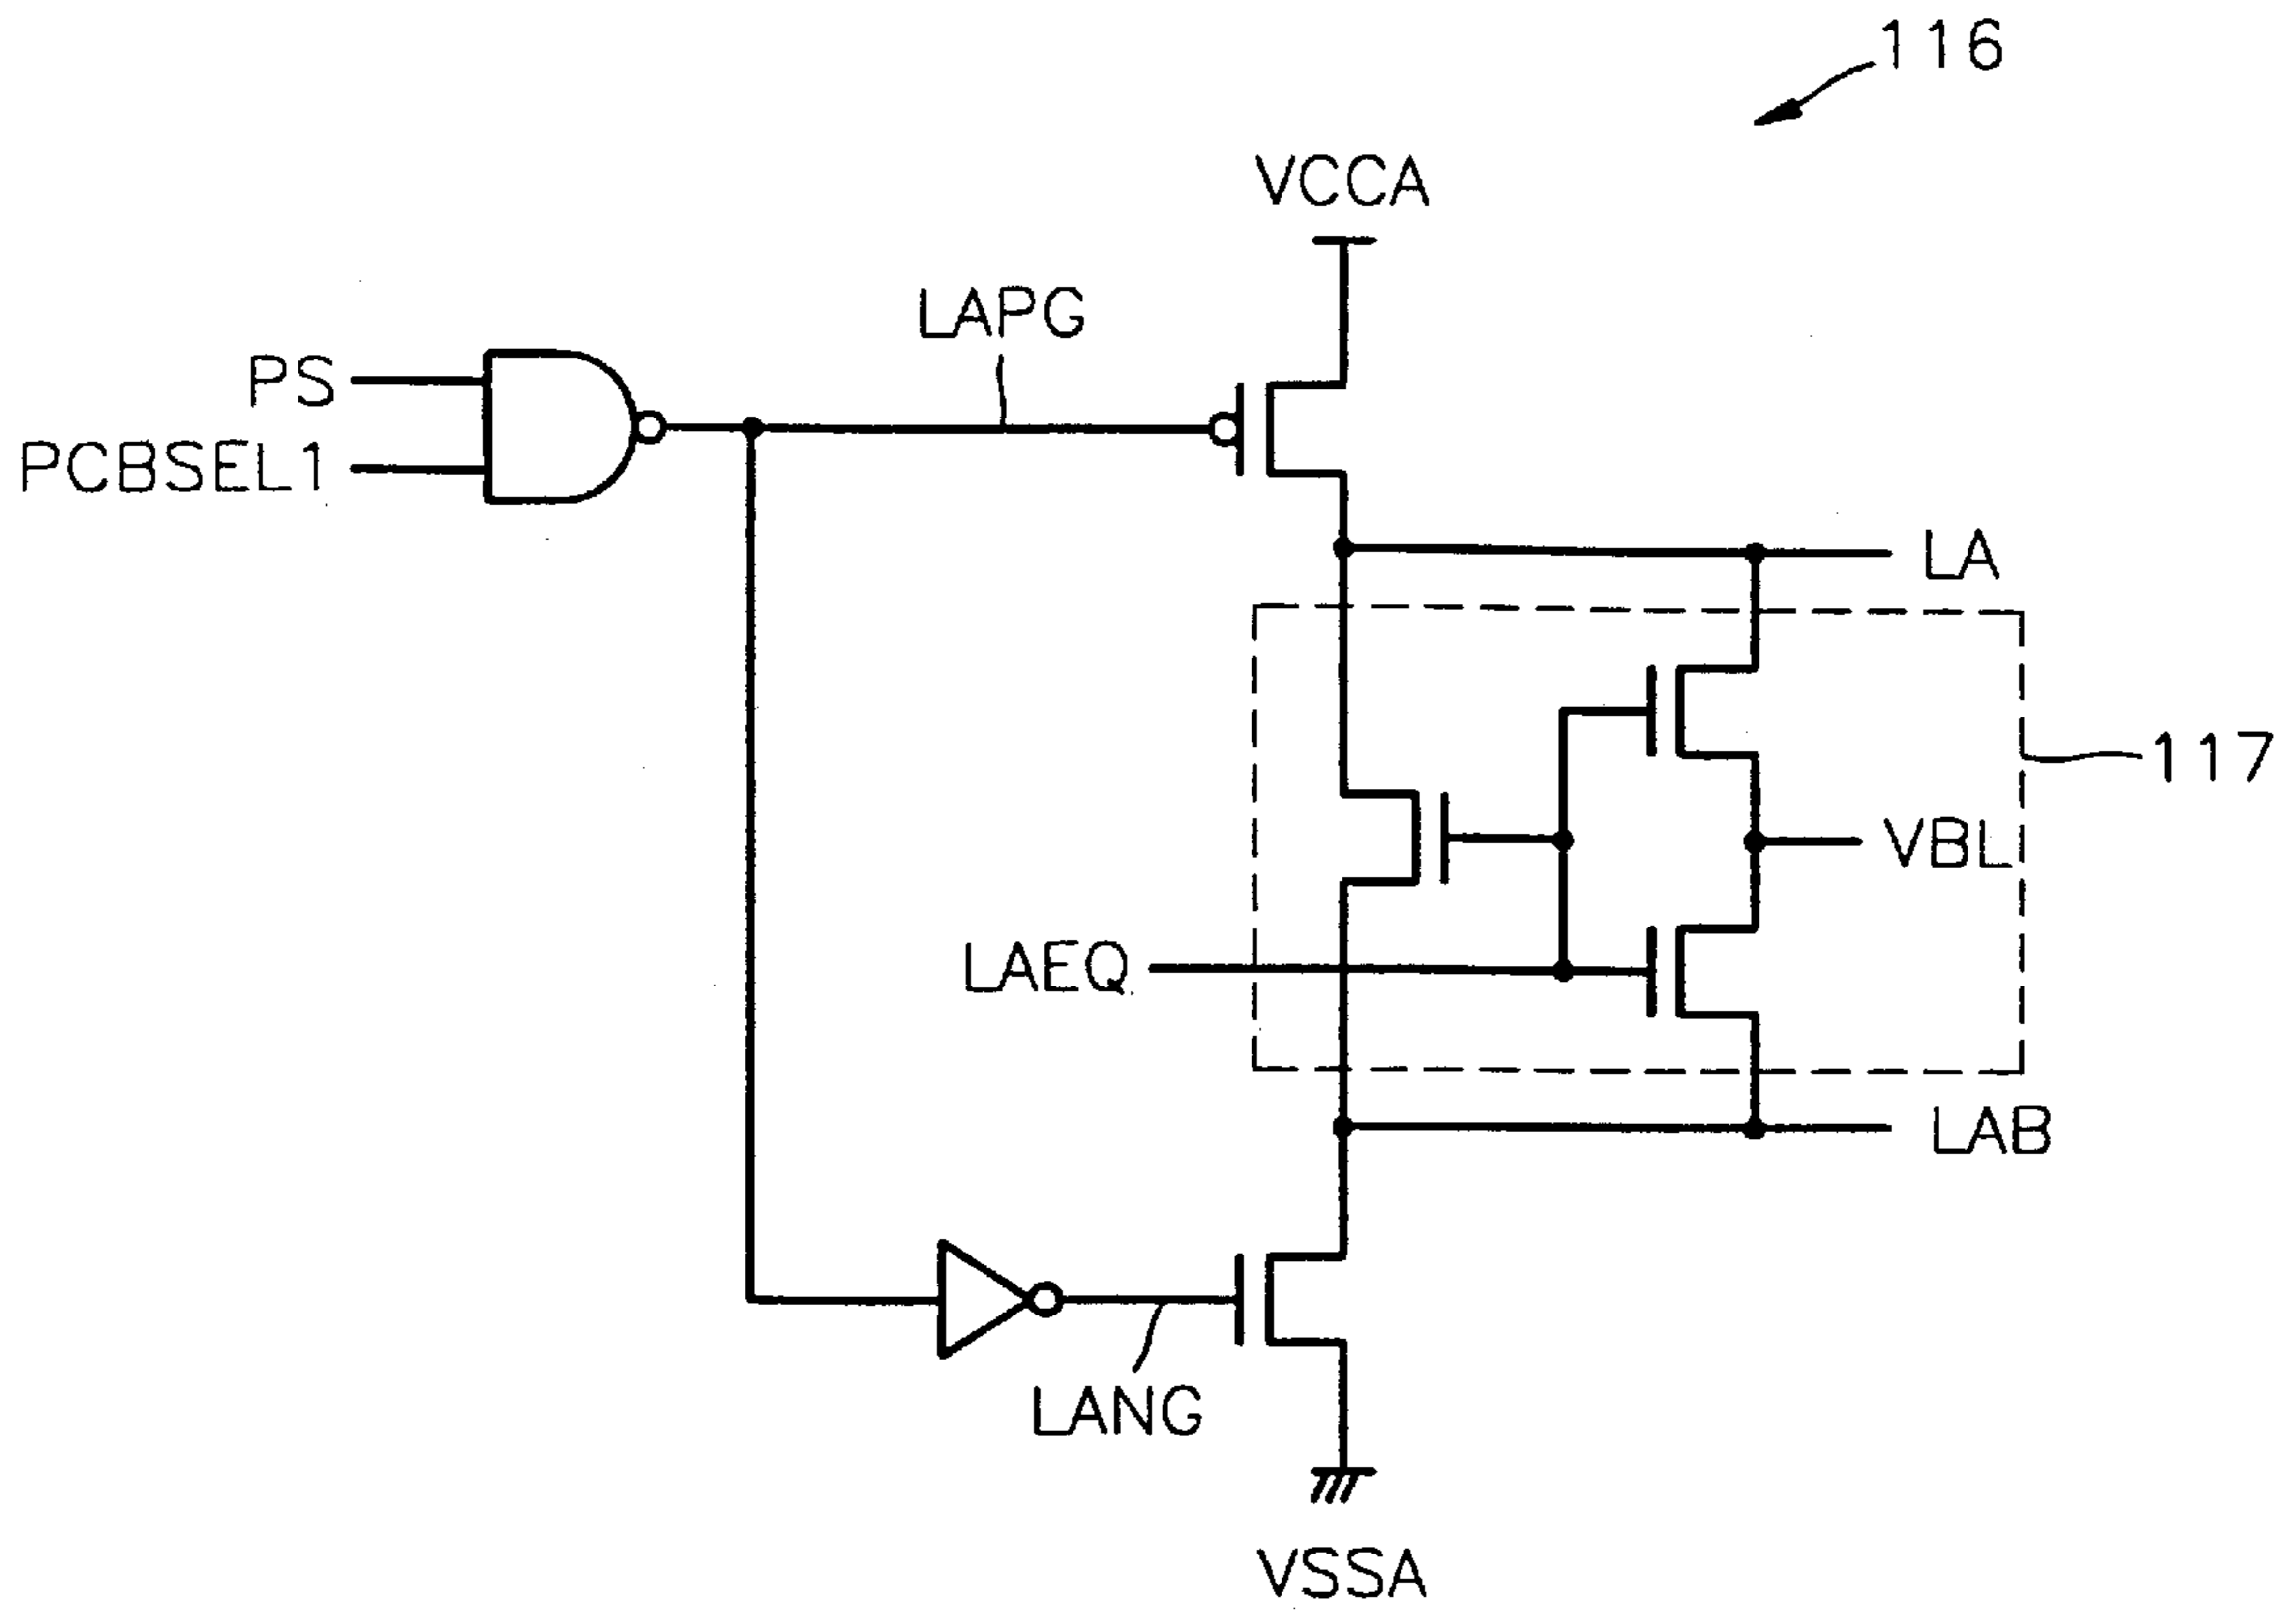 116
VCCA
LAPG
PS
PCBSEL1
LA
117
VBL
LAEQ
LAB
LANG
VSSA